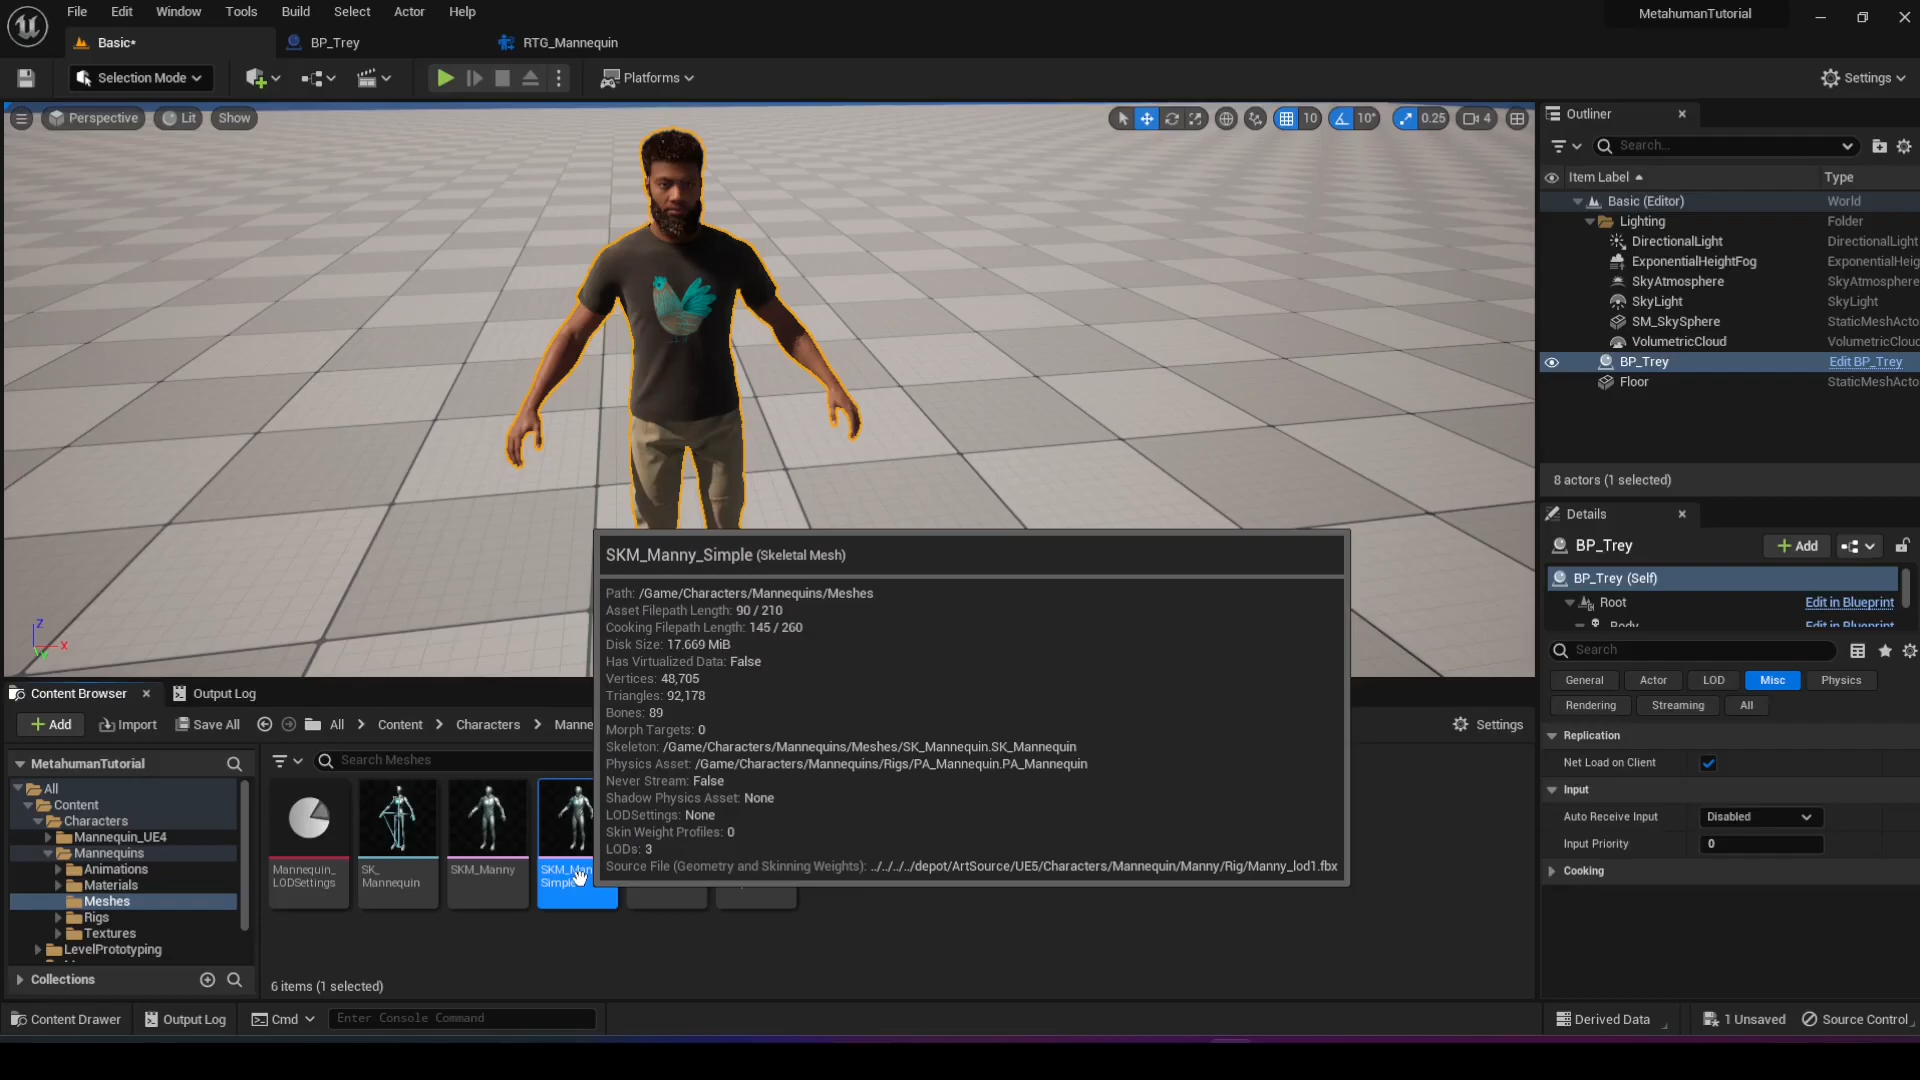 File Edit Window Tools Build Select Actor Help
MetahumanTutorial
Basic*
BP_Trey
RTG_Mannequin
Selection Mode
Platforms
Settings
Perspective
Lit
Show
10
10°
0.25
4
Outliner
Search...
Item Label
Type
Basic (Editor)
World
Lighting
Folder
DirectionalLight
DirectionalLight
ExponentialHeightFog
ExponentialHeig
SkyAtmosphere
SkyAtmosphere
SkyLight
SkyLight
SM_SkySphere
StaticMeshActo
VolumetricCloud
VolumetricClouc
BP_Trey
Edit BP_Trey
Floor
StaticMeshActo
8 actors (1 selected)
Details
BP_Trey
Add
BP_Trey (Self)
Root
Edit in Blueprint
Body
Edit in Blueprint
Search
General
Actor
LOD
Misc
Physics
Rendering
Streaming
All
Replication
Net Load on Client
Input
Auto Receive Input
Disabled
Input Priority
0
Cooking
SKM_Manny_Simple (Skeletal Mesh)
Path: /Game/Characters/Mannequins/Meshes
Asset Filepath Length: 90 / 210
Cooking Filepath Length: 145 / 260
Disk Size: 17.669 MiB
Has Virtualized Data: False
Vertices: 48,705
Triangles: 92,178
Bones: 89
Morph Targets: 0
Skeleton: /Game/Characters/Mannequins/Meshes/SK_Mannequin.SK_Mannequin
Physics Asset: /Game/Characters/Mannequins/Rigs/PA_Mannequin.PA_Mannequin
Never Stream: False
Shadow Physics Asset: None
LODSettings: None
Skin Weight Profiles: 0
LODs: 3
Source File (Geometry and Skinning Weights): ../../../../depot/ArtSource/UE5/Characters/Mannequin/Manny/Rig/Manny_lod1.fbx
Z
X
Y
Content Browser
Output Log
Add
Import
Save All
All
Content
Characters
Manne
Settings
MetahumanTutorial
All
Content
Characters
Mannequin_UE4
Mannequins
Animations
Materials
Meshes
Rigs
Textures
LevelPrototyping
Collections
Search Meshes
Mannequin_
LODSettings
SK_
Mannequin
SKM_Manny
SKM_Man
Simple
6 items (1 selected)
Content Drawer
Output Log
Cmd
Enter Console Command
Derived Data
1 Unsaved
Source Control